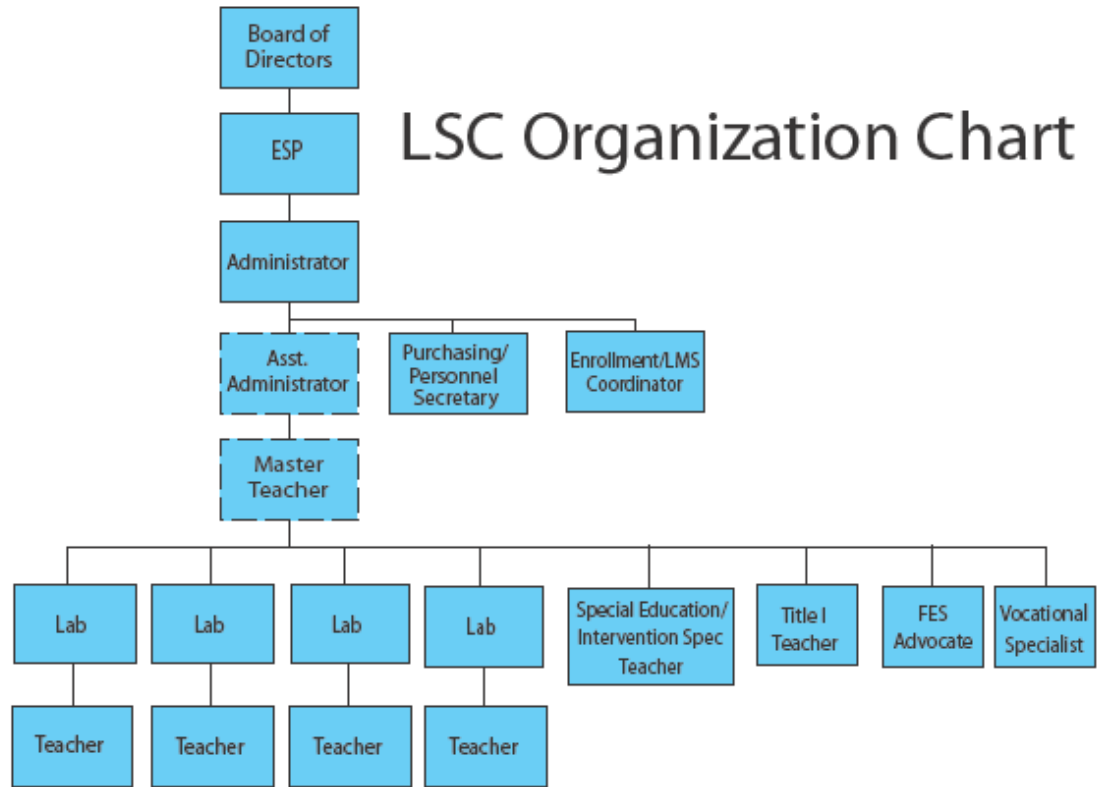 Board of
Directors
LSC Organization Chart
ESP
Administrator
Asst.
Administrator
Purchasing/
Personnel
Secretary
Enrollment/LMS
Coordinator
Master
Teacher
Lab
Lab
Lab
Lab
Special Education/
Intervention Spec
Teacher
Title I
Teacher
FES
Advocate
Vocational
Specialist
Teacher
Teacher
Teacher
Teacher